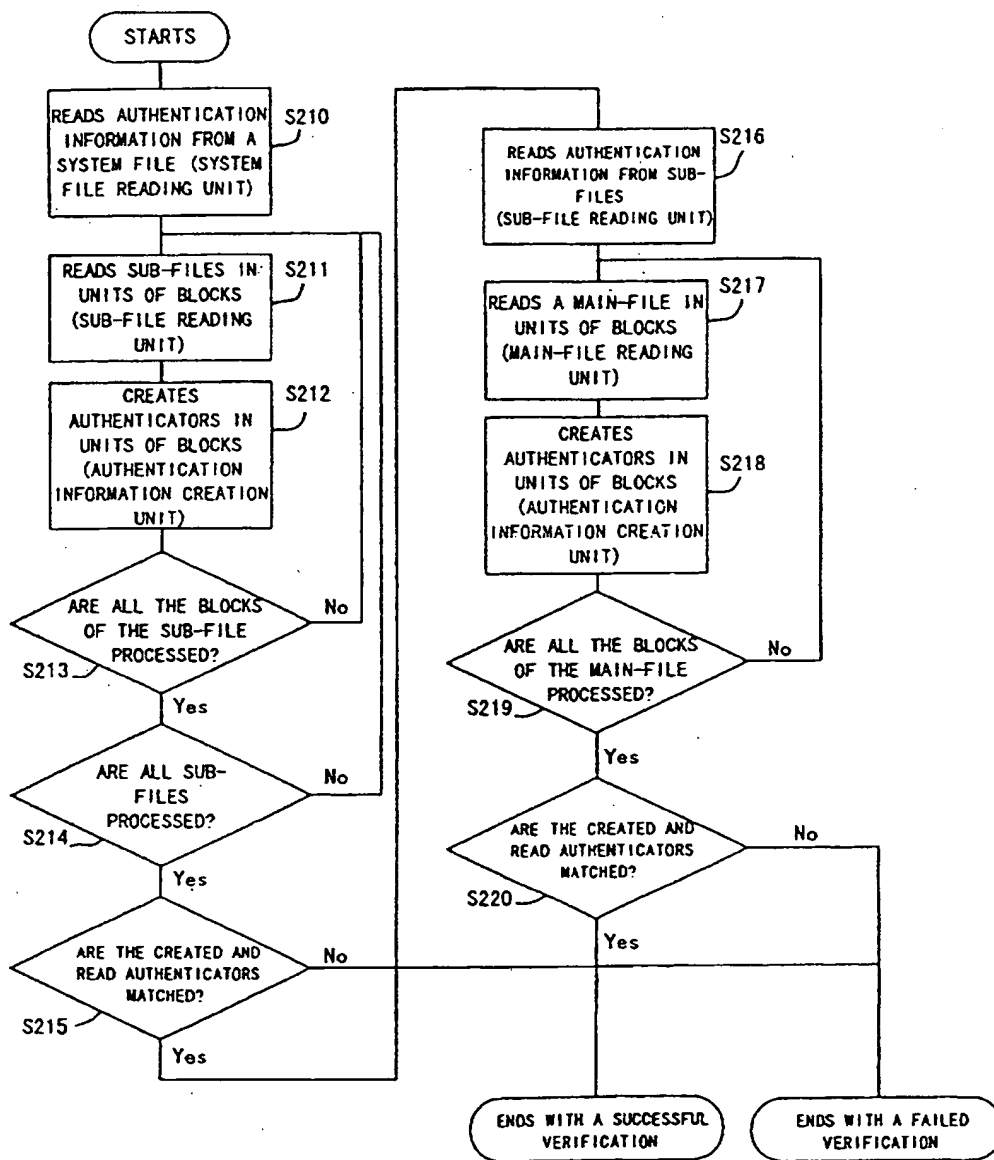 STARTS
READS AUTHENTICATION
INFORMATION FROM A
SYSTEM FILE (SYSTEM
FILE READING UNIT)
S210
READS SUB-FILES IN
UNITS OF BLOCKS
(SUB-FILE READING
UNIT)
S211
CREATES
AUTHENTICATORS IN
UNITS OF BLOCKS
(AUTHENTICATION
INFORMATION CREATION
UNIT)
S212
ARE ALL THE BLOCKS
OF THE SUB-FILE
PROCESSED?
No
S213
Yes
ARE ALL SUB-
FILES
PROCESSED?
No
S214
Yes
ARE THE CREATED AND
READ AUTHENTICATORS
MATCHED?
No
S215
Yes
READS AUTHENTICATION
INFORMATION FROM SUB-
FILES
(SUB-FILE READING UNIT)
S216
READS A MAIN-FILE IN
UNITS OF BLOCKS
(MAIN-FILE READING
UNIT)
S217
CREATES
AUTHENTICATORS IN
UNITS OF BLOCKS
(AUTHENTICATION
INFORMATION CREATION
UNIT)
S218
ARE ALL THE BLOCKS
OF THE MAIN-FILE
PROCESSED?
No
S219
Yes
ARE THE CREATED AND
READ AUTHENTICATORS
MATCHED?
No
S220
Yes
ENDS WITH A SUCCESSFUL
VERIFICATION
ENDS WITH A FAILED
VERIFICATION